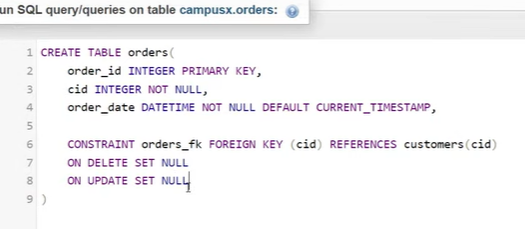 un SQL query/queries on table campusx.orders:
1 CREATE TABLE orders(
2 order_id INTEGER PRIMARY KEY,
3 cid INTEGER NOT NULL,
4 order_date DATETIME NOT NULL DEFAULT CURRENT_TIMESTAMP,
5
6 CONSTRAINT orders_fk FOREIGN KEY (cid) REFERENCES customers(cid)
7 ON DELETE SET NULL
8 ON UPDATE SET NULL
9 )